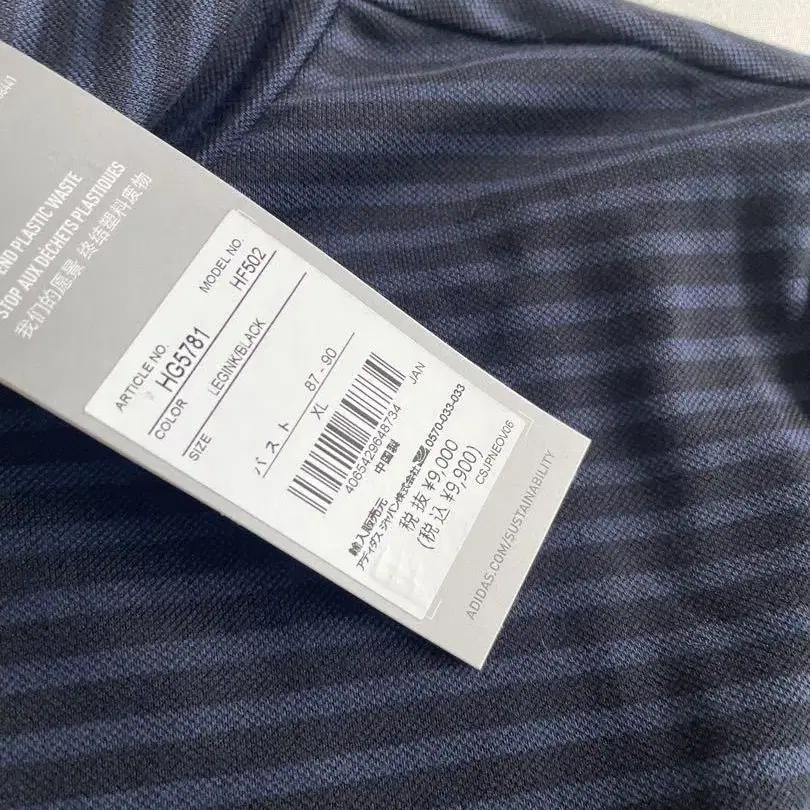 END PLASTIC WASTE
STOP AUX DECHETS PLASTIQUES
我们的愿景 终结塑料废物
ARTICLE NO.
MODEL NO.
HG5781
HF502
COLOR
LEGINK/BLACK
SIZE
バスト 87-90
XL
JAN
4065429648734
中国製
輸入販売元
アディダス ジャパン株式会社 0570-033-033
税抜 ¥9,000
(税込 ¥9,900)
CSJPNEOV06
ADIDAS.COM/SUSTAINABILITY